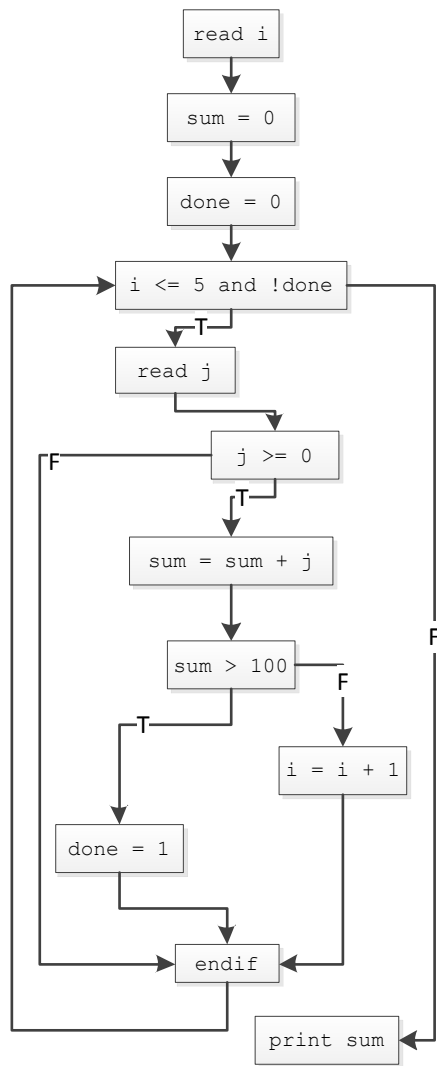 read i
sum = 0
done = 0
i <= 5 and !done
T
read j
j >= 0
F
T
sum = sum + j
F
sum > 100
F
T
i = i + 1
done = 1
endif
print sum